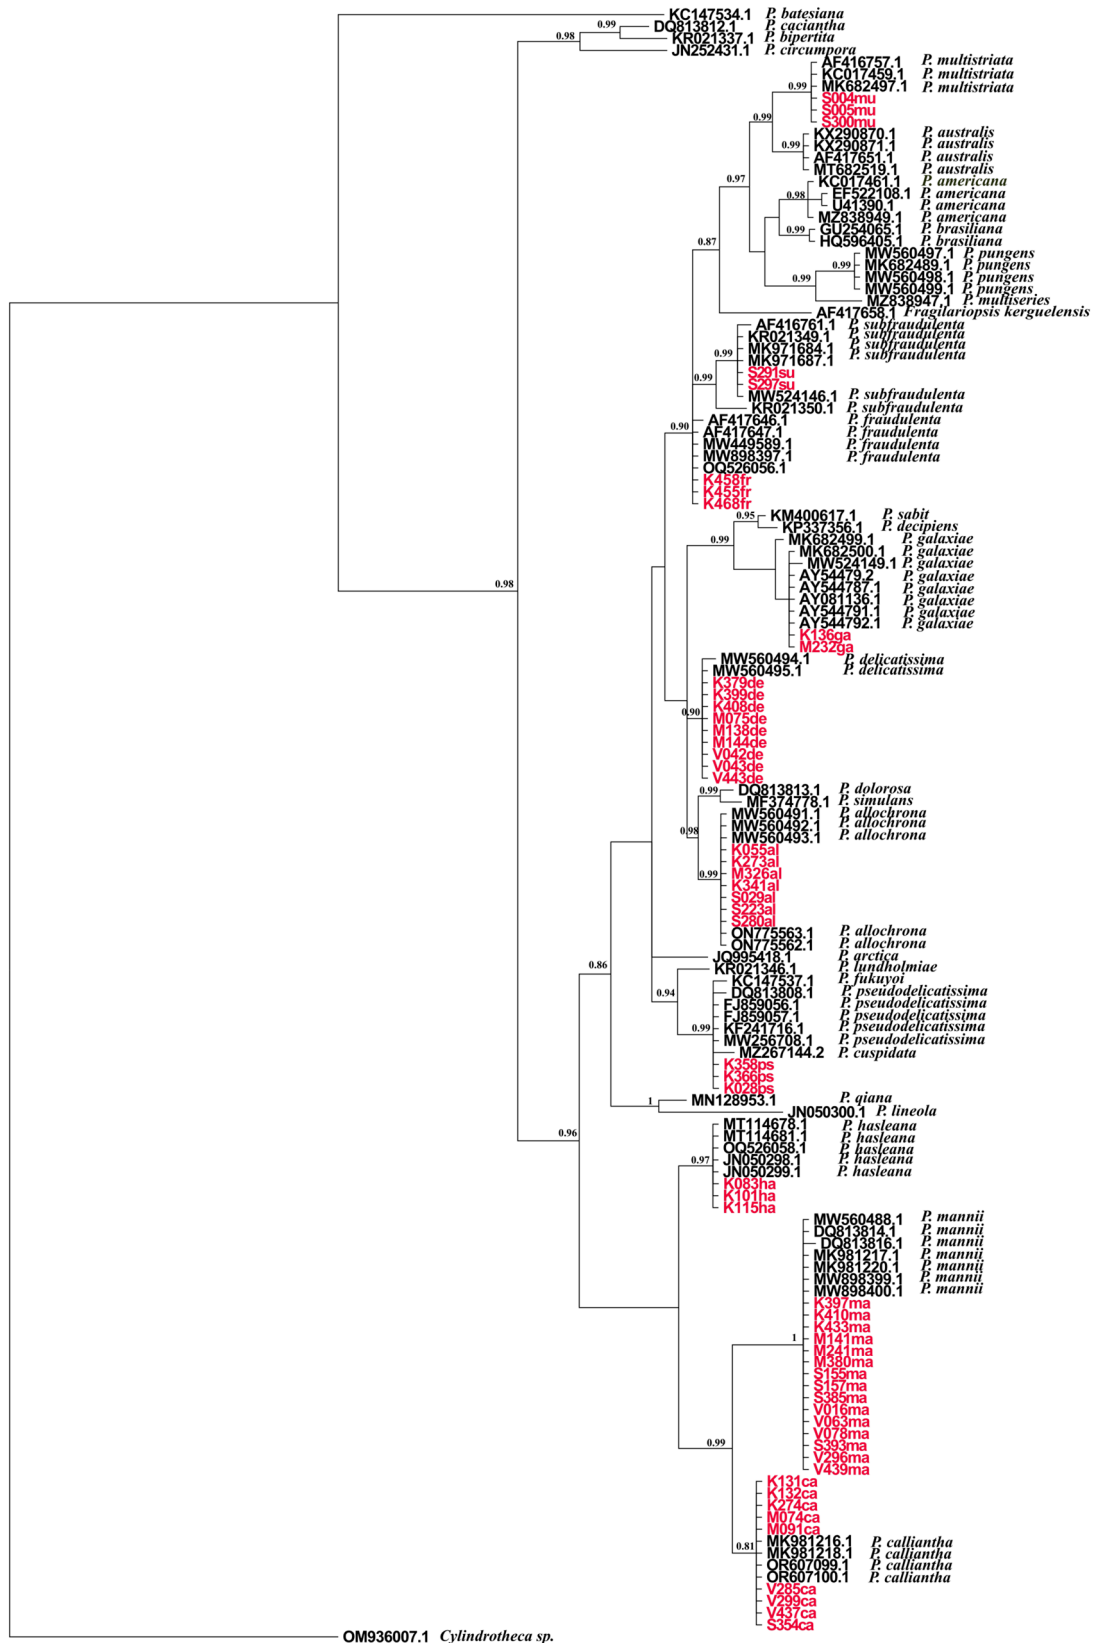 KC147534.1 P. batesiana
0.99 DQ813812.1 P. caciantha
0.98 KR021337.1 P. bipertita
JN252431.1 P. circumpora
AF416757.1 P. multistriata
KC017459.1 P. multistriata
0.99 MK682497.1 P. multistriata
S004mu
S005mu
0.99 S300mu
KX290870.1 P. australis
0.99 KX290871.1 P. australis
AF417651.1 P. australis
MT682519.1 P. australis
0.97 KC017461.1 P. americana
0.98 EF522108.1 P. americana
U41390.1 P. americana
MZ838949.1 P. americana
0.99 GU254065.1 P. brasiliana
0.87 HQ596405.1 P. brasiliana
MW560497.1 P. pungens
0.99 MK682489.1 P. pungens
0.99 MW560498.1 P. pungens
MW560499.1 P. pungens
MZ838947.1 P. multiseries
AF417658.1 Fragilariopsis kerguelensis
AF416761.1 P. subfraudulenta
KR021349.1 P. subfraudulenta
MK971684.1 P. subfraudulenta
0.99 MK971687.1 P. subfraudulenta
S291su
0.99 S297su
MW524146.1 P. subfraudulenta
KR021350.1 P. subfraudulenta
AF417646.1 P. fraudulenta
0.90 AF417647.1 P. fraudulenta
MW449589.1 P. fraudulenta
MW898397.1 P. fraudulenta
OQ526056.1
K458fr
K455fr
K468fr
0.95 KM400617.1 P. sabit
KP337356.1 P. decipiens
0.99 MK682499.1 P. galaxiae
MK682500.1 P. galaxiae
MW524149.1 P. galaxiae
AY54479.2 P. galaxiae
0.98 AY544787.1 P. galaxiae
AY081136.1 P. galaxiae
AY544791.1 P. galaxiae
AY544792.1 P. galaxiae
K136ga
M232ga
MW560494.1 P. delicatissima
MW560495.1 P. delicatissima
K379de
K399de
K408de
0.90 M075de
M138de
M144de
V042de
V043de
V443de
0.99 DQ813813.1 P. dolorosa
MF374778.1 P. simulans
MW560491.1 P. allochrona
MW560492.1 P. allochrona
0.98 MW560493.1 P. allochrona
K055al
K273al
0.99 M326al
K341al
S029al
S223al
S280al
ON775563.1 P. allochrona
ON775562.1 P. allochrona
JQ995418.1 P. arctica
0.86 KR021346.1 P. lundholmiae
KC147537.1 P. fukuyoi
0.94 DQ813808.1 P. pseudodelicatissima
FJ859056.1 P. pseudodelicatissima
FJ859057.1 P. pseudodelicatissima
0.99 KF241716.1 P. pseudodelicatissima
MW256708.1 P. pseudodelicatissima
MZ267144.2 P. cuspidata
K358ps
K366ps
K028ps
1 MN128953.1 P. qiana
JN050300.1 P. lineola
MT114678.1 P. hasleana
0.96 MT114681.1 P. hasleana
OQ526058.1 P. hasleana
0.97 JN050298.1 P. hasleana
JN050299.1 P. hasleana
K083ha
K101ha
K115ha
MW560488.1 P. mannii
DQ813814.1 P. mannii
DQ813816.1 P. mannii
MK981217.1 P. mannii
MK981220.1 P. mannii
MW898399.1 P. mannii
MW898400.1 P. mannii
K397ma
K410ma
K433ma
1 M141ma
M241ma
M380ma
S155ma
S157ma
S385ma
V016ma
V063ma
V078ma
0.99 S393ma
V296ma
V439ma
K131ca
K132ca
K274ca
M074ca
M091ca
0.81 MK981216.1 P. calliantha
MK981218.1 P. calliantha
OR607099.1 P. calliantha
OR607100.1 P. calliantha
V285ca
V299ca
V437ca
S354ca
OM936007.1 Cylindrotheca sp.